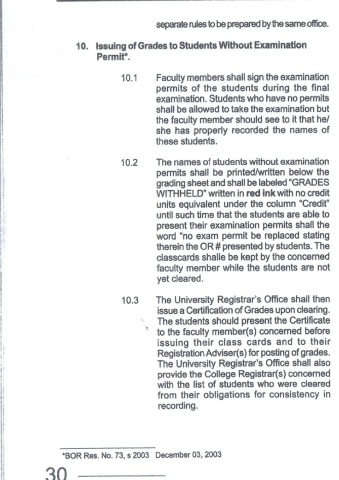 separate rules to be prepared by the same office.
10. Issuing of Grades to Students Without Examination
Permit*.
10.1 Faculty members shall sign the examination
permits of the students during the final
examination. Students who have no permits
shall be allowed to take the examination but
the faculty member should see to it that he/
she has properly recorded the names of
these students.
10.2 The names of students without examination
permits shall be printed/written below the
grading sheet and shall be labeled "GRADES
WITHHELD" written in red ink with no credit
units equivalent under the column "Credit"
until such time that the students are able to
present their examination permits shall the
word "no exam permit be replaced stating
therein the OR # presented by students. The
classcards shalle be kept by the concerned
faculty member while the students are not
yet cleared.
10.3 The University Registrar's Office shall then
issue a Certification of Grades upon clearing.
The students should present the Certificate
to the faculty member(s) concerned before
issuing their class cards and to their
Registration Adviser(s) for posting of grades.
The University Registrar's Office shall also
provide the College Registrar(s) concerned
with the list of students who were cleared
from their obligations for consistency in
recording.
*BOR Res. No. 73, s 2003 December 03, 2003
30